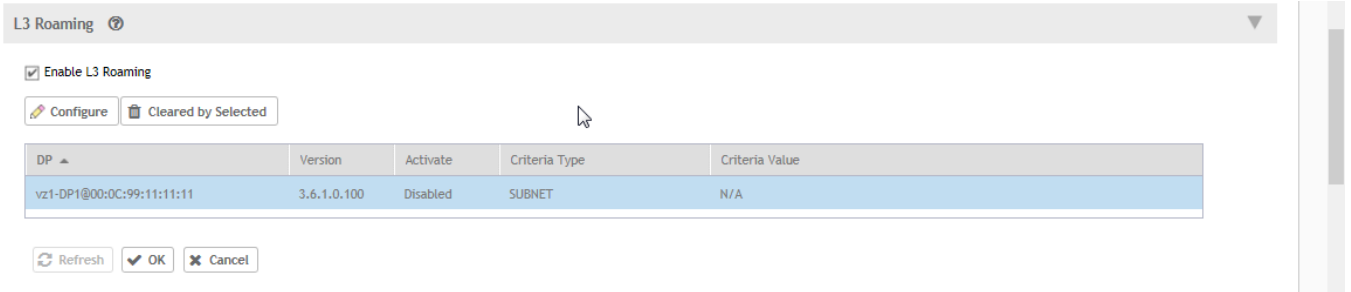 L3 Roaming ?
Enable L3 Roaming
Configure Cleared by Selected
DP Version Activate Criteria Type Criteria Value
vz1-DP1@00:0C:99:11:11:11 3.6.1.0.100 Disabled SUBNET N/A
Refresh OK Cancel